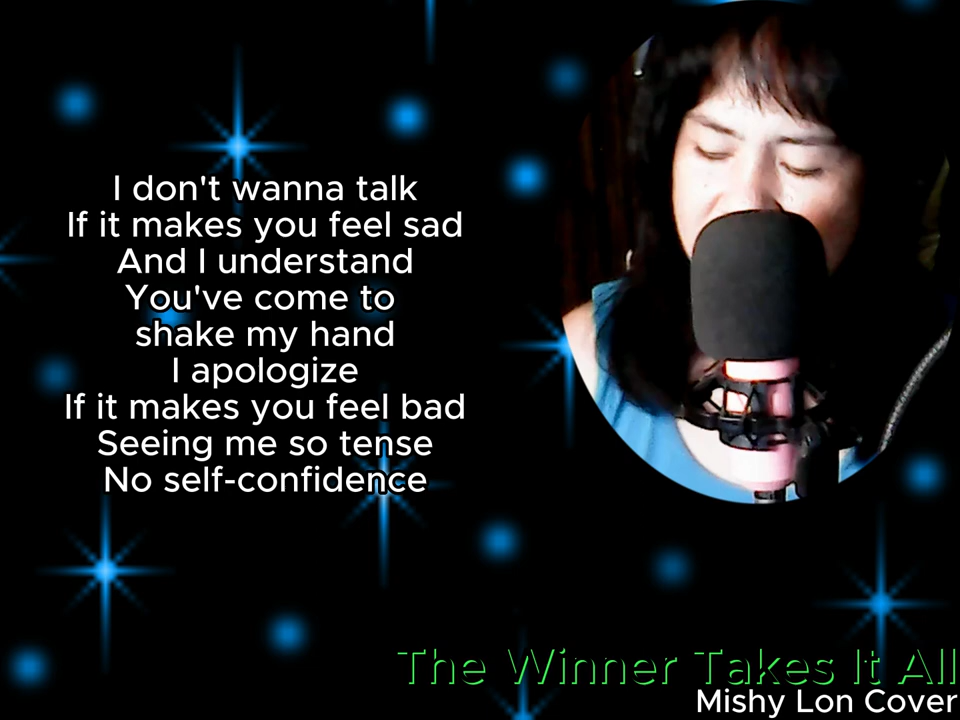 I don't wanna talk
If it makes you feel sad
And I understand
You've come to
shake my hand
I apologize
If it makes you feel bad
Seeing me so tense
No self-confidence
The Winner Takes It All
Mishy Lon Cover